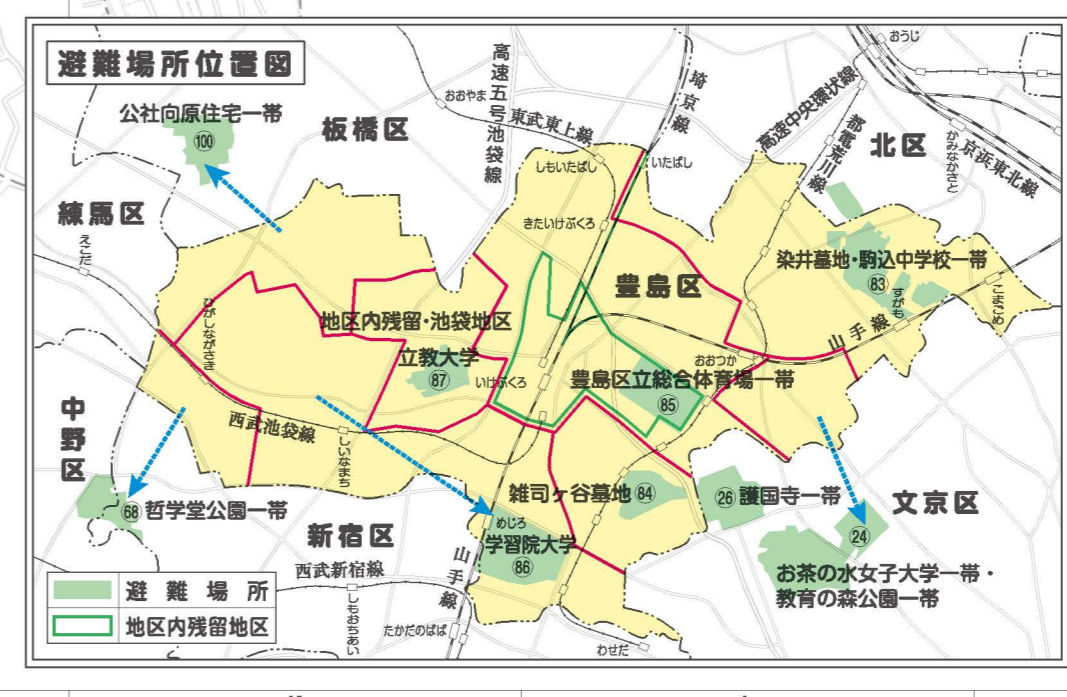 避難場所位置図
公社向原住宅一帯
100
板橋区
おおやま
高速五号池袋線
東武東上線
しもいたばし
埼京線
いたばし
高速中央環状線
都電荒川線
おうじ
北区
かみなかざと
京浜東北線
練馬区
えこだ
きたいけぶくろ
豊島区
染井墓地・駒込中学校一帯
83
すがも
こまごめ
山手線
ひがしながさき
地区内残留・池袋地区
立教大学
87
いけぶくろ
おおつか
豊島区立総合体育場一帯
85
中野区
西武池袋線
しいなまち
68 哲学堂公園一帯
雑司ヶ谷墓地 84
26 護国寺一帯
文京区
24
新宿区
めじろ
学習院大学
86
お茶の水女子大学一帯・
教育の森公園一帯
西武新宿線
しもおちあい
山手線
たかだのばば
わせだ
避難場所
地区内残留地区